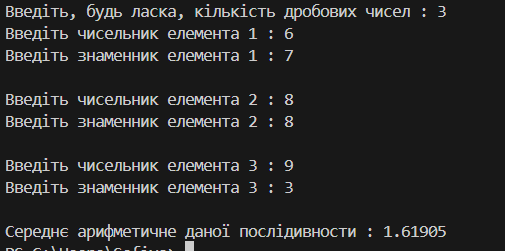 Введіть, будь ласка, кількість дробових чисел : 3
Введіть чисельник елемента 1 : 6
Введіть знаменник елемента 1 : 7
Введіть чисельник елемента 2 : 8
Введіть знаменник елемента 2 : 8
Введіть чисельник елемента 3 : 9
Введіть знаменник елемента 3 : 3
Середнє арифметичне даної послідивности : 1.61905